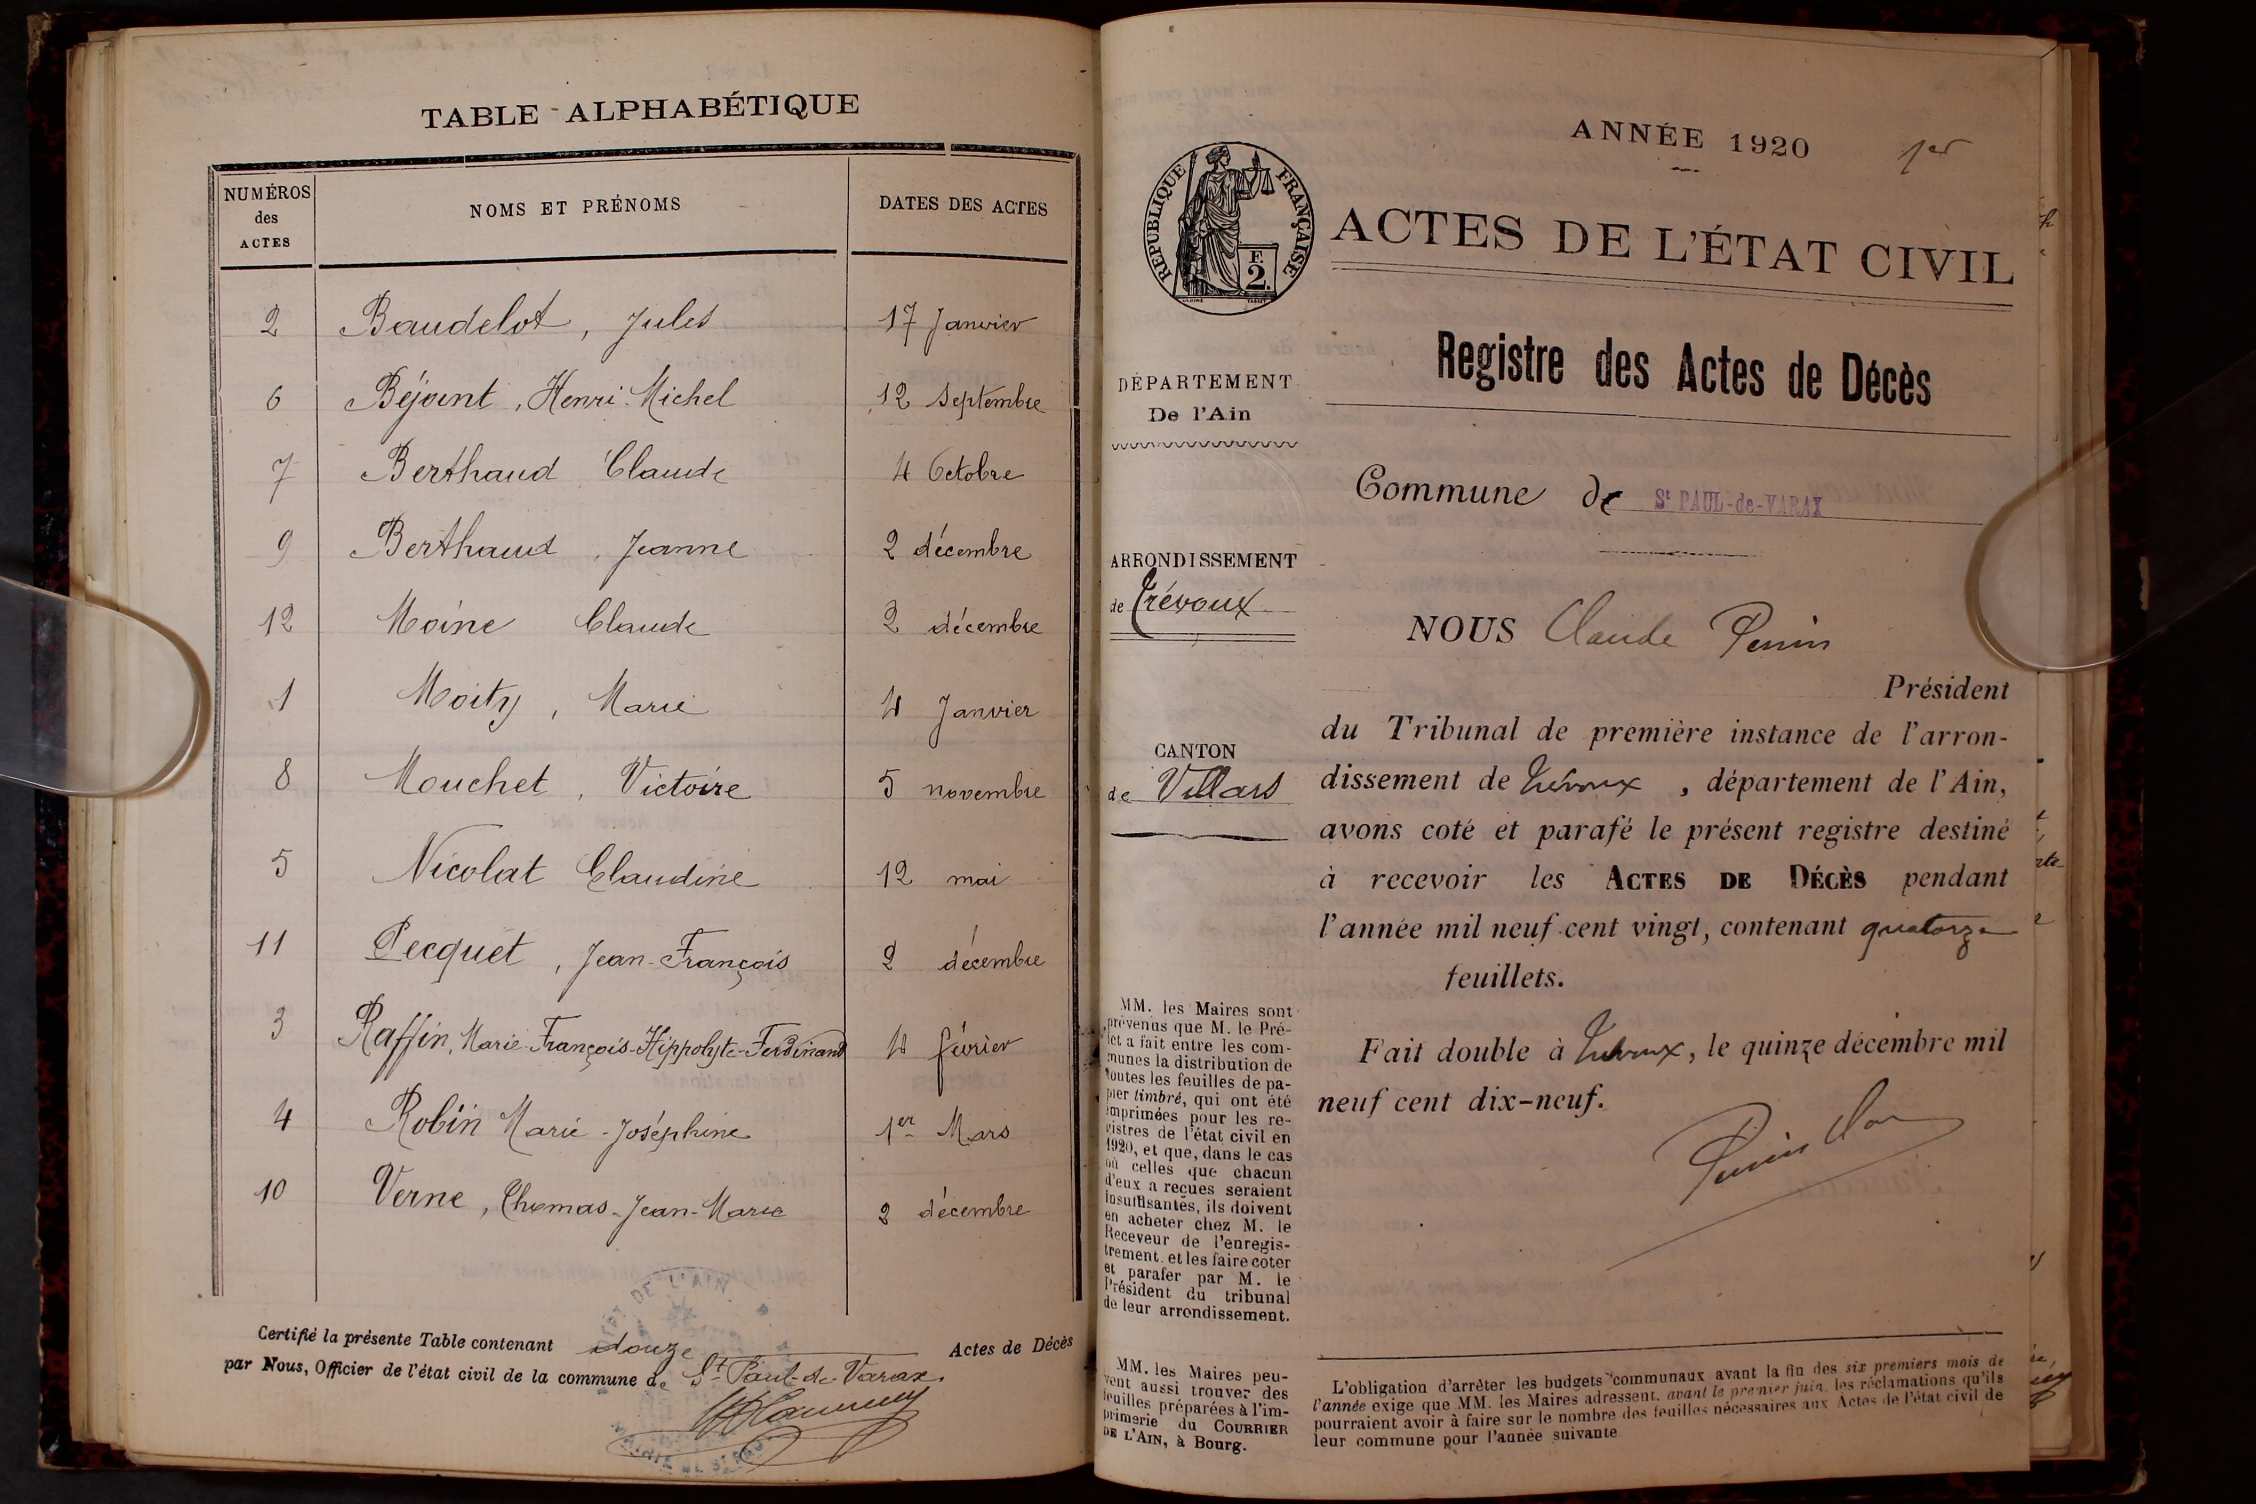 TABLE ALPHABÉTIQUE
NUMÉROS des ACTES
NOMS ET PRÉNOMS
DATES DES ACTES
2 Baudelot, Jules 17 Janvier
6 Béjoint, Henri-Michel 12 Septembre
7 Berthaud Claude 4 Octobre
9 Berthaud, Jeanne 2 décembre
12 Moine Claude 2 décembre
1 Moity, Marie 4 Janvier
8 Mouchet, Victoire 5 novembre
5 Nicolat Claudine 12 mai
11 Pecquet, Jean-François 2 décembre
3 Raffin, Marie-François-Hippolyte-Ferdinand 4 février
4 Robin Marie-Joséphine 1er Mars
10 Verne, Thomas-Jean-Marie 2 décembre
Certifié la présente Table contenant douze Actes de Décès
par Nous, Officier de l'état civil de la commune de St Paul-de-Varax.
ANNÉE 1920
1er
RÉPUBLIQUE FRANÇAISE
F. 2.
ACTES DE L'ÉTAT CIVIL
Registre des Actes de Décès
DÉPARTEMENT
De l'Ain
Commune de St PAUL-de-VARAX
ARRONDISSEMENT
de Trévoux
NOUS Claude Perrin
Président
du Tribunal de première instance de l'arron-
dissement de Trévoux, département de l'Ain,
avons coté et parafé le présent registre destiné
à recevoir les ACTES DE DÉCÈS pendant
l'année mil neuf cent vingt, contenant quatorze
feuillets.
Fait double à Trévoux, le quinze décembre mil
neuf cent dix-neuf.
CANTON
de Villars
MM. les Maires sont
prévenus que M. le Pré-
fet a fait entre les com-
munes la distribution de
toutes les feuilles de pa-
pier timbré, qui ont été
imprimées pour les re-
gistres de l'état civil en
1920, et que, dans le cas
où celles que chacun
d'eux a reçues seraient
insuffisantes, ils doivent
en acheter chez M. le
Receveur de l'enregis-
trement, et les faire coter
et parafer par M. le
Président du tribunal
de leur arrondissement.
MM. les Maires peu-
vent aussi trouver des
feuilles préparées à l'im-
primerie du COURRIER
DE L'AIN, à Bourg.
L'obligation d'arrêter les budgets communaux avant la fin des six premiers mois de
l'année exige que MM. les Maires adressent, avant le premier juin, les réclamations qu'ils
pourraient avoir à faire sur le nombre des feuilles nécessaires aux Actes de l'état civil de
leur commune pour l'année suivante